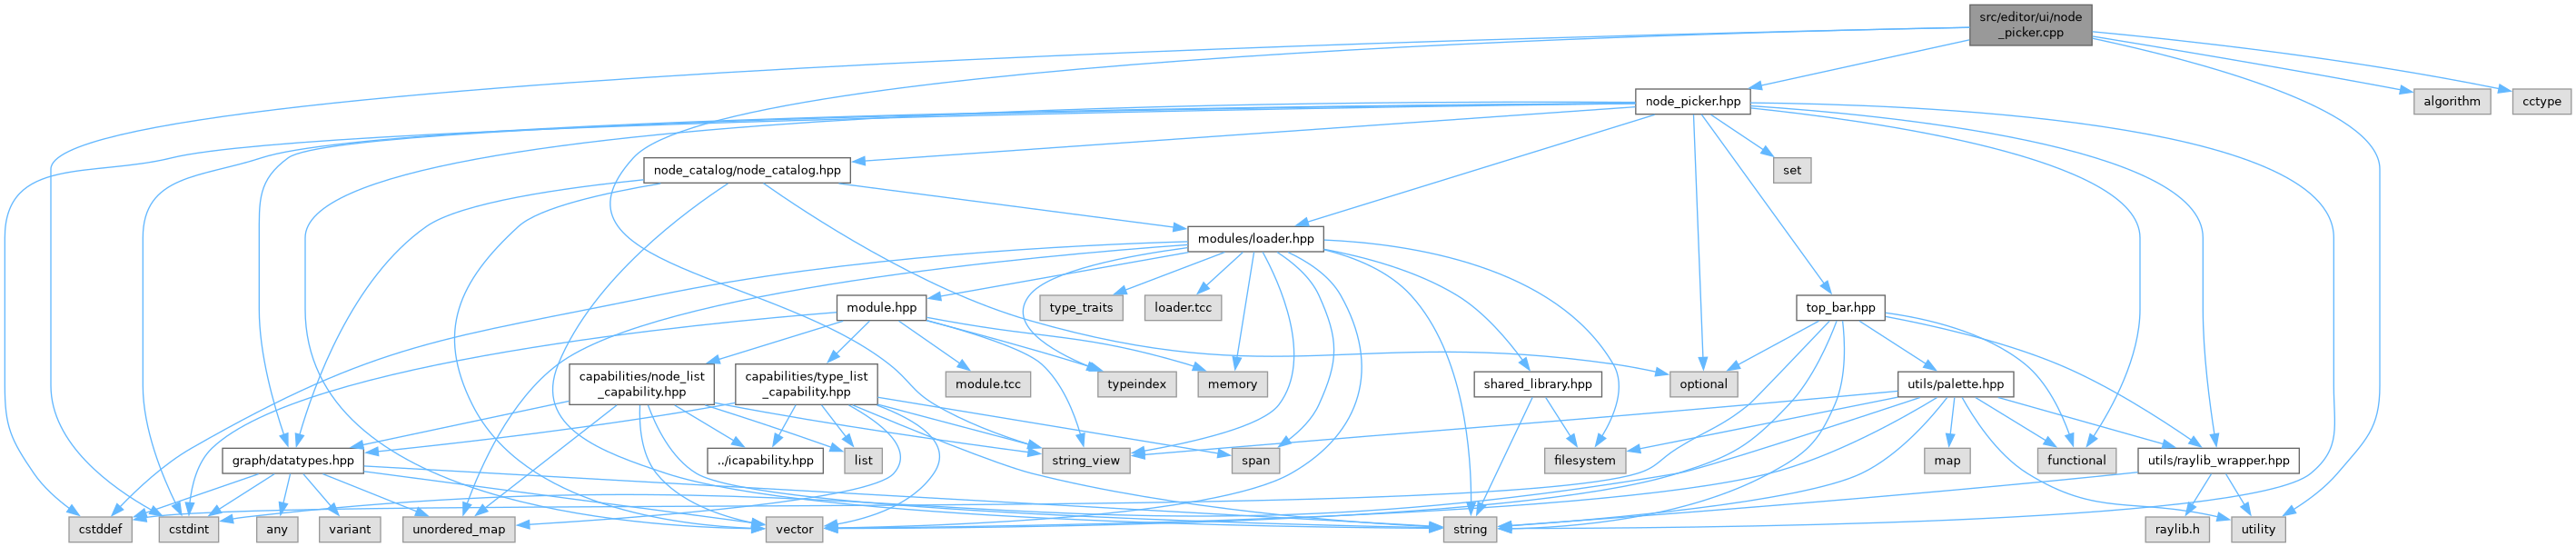 src/editor/ui/node
_picker.cpp
node_picker.hpp
algorithm
cctype
node_catalog/node_catalog.hpp
set
modules/loader.hpp
module.hpp
type_traits
loader.tcc
top_bar.hpp
capabilities/node_list
_capability.hpp
capabilities/type_list
_capability.hpp
module.tcc
typeindex
memory
shared_library.hpp
optional
utils/palette.hpp
graph/datatypes.hpp
../icapability.hpp
list
string_view
span
filesystem
map
functional
utils/raylib_wrapper.hpp
cstddef
cstdint
any
variant
unordered_map
vector
string
raylib.h
utility